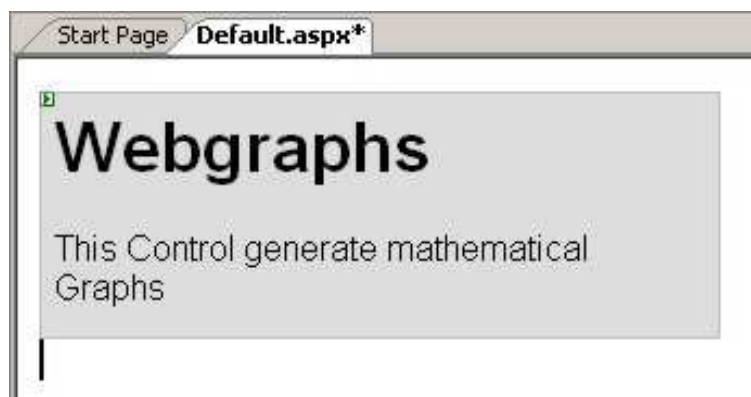 Start Page Default.aspx*
Webgraphs
This Control generate mathematical
Graphs